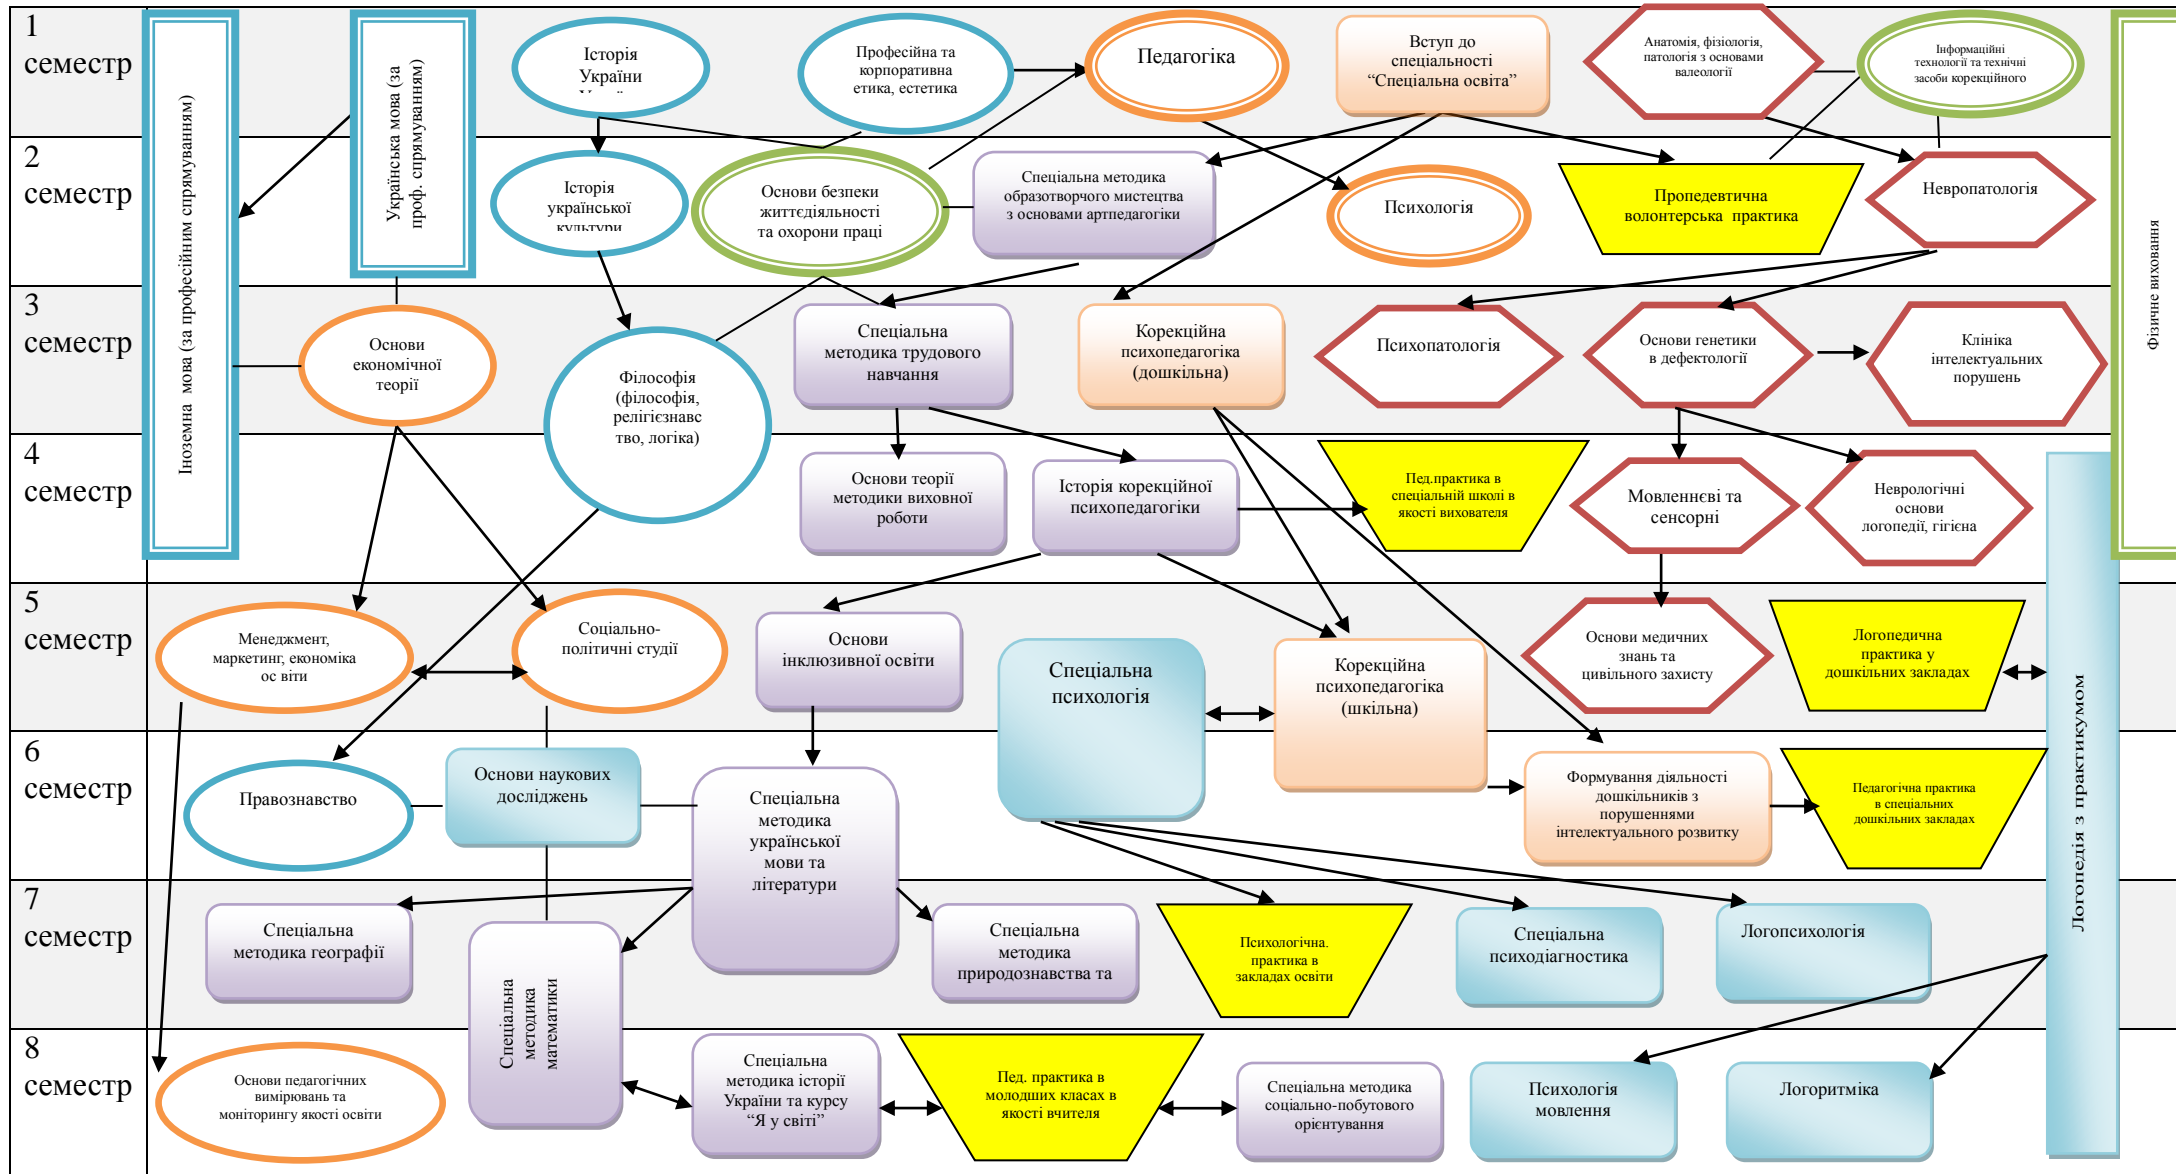 1
семестр
Іноземна мова (за професійним спрямуванням)
Українська мова (за
проф. спрямуванням)
Історія
України
Професійна та
корпоративна
етика, естетика
Педагогіка
Вступ до
спеціальності
“Спеціальна освіта”
Анатомія, фізіологія,
патологія з основами
валеології
Інформаційні
технології та технічні
засоби корекційного
Фізичне виховання
2
семестр
Історія
української
культури
Основи безпеки
життєдіяльності
та охорони праці
Спеціальна методика
образотворчого мистецтва
з основами артпедагогіки
Психологія
Пропедевтична
волонтерська практика
Невропатологія
3
семестр
Основи
економічної
теорії
Філософія
(філософія,
релігієзнавс
тво, логіка)
Спеціальна
методика трудового
навчання
Корекційна
психопедагогіка
(дошкільна)
Психопатологія
Основи генетики
в дефектології
Клініка
інтелектуальних
порушень
4
семестр
Основи теорії
методики виховної
роботи
Історія корекційної
психопедагогіки
Пед.практика в
спеціальній школі в
якості вихователя
Мовленнєві та
сенсорні
Неврологічні
основи
логопедії, гігієна
Логопедія з практикумом
5
семестр
Менеджмент,
маркетинг, економіка
ос віти
Соціально-
політичні студії
Основи
інклюзивної освіти
Спеціальна
психологія
Корекційна
психопедагогіка
(шкільна)
Основи медичних
знань та
цивільного захисту
Логопедична
практика у
дошкільних закладах
6
семестр
Правознавство
Основи наукових
досліджень
Спеціальна
методика
української
мови та
літератури
Формування діяльності
дошкільників з
порушеннями
інтелектуального розвитку
Педагогічна практика
в спеціальних
дошкільних закладах
7
семестр
Спеціальна
методика географії
Спеціальна
методика
математики
Спеціальна
методика
природознавства та
Психологічна.
практика в
закладах освіти
Спеціальна
психодіагностика
Логопсихологія
8
семестр
Основи педагогічних
вимірювань та
моніторингу якості освіти
Спеціальна
методика історії
України та курсу
“Я у світі”
Пед. практика в
молодших класах в
якості вчителя
Спеціальна методика
соціально-побутового
орієнтування
Психологія
мовлення
Логоритміка